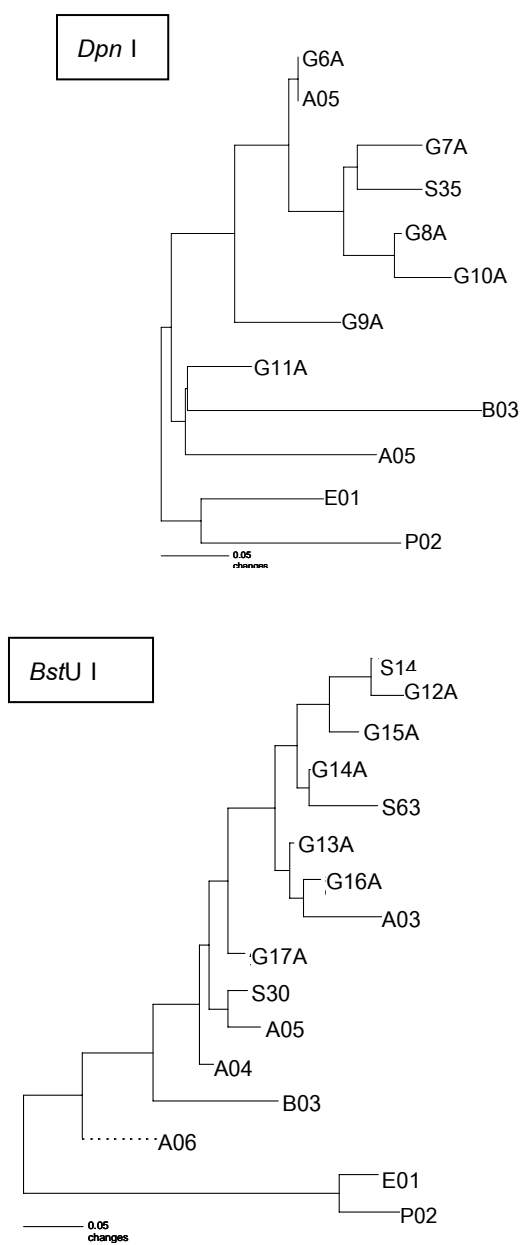 Dpn I
G6A
A05
G7A
S35
G8A
G10A
G9A
G11A
B03
A05
E01
P02
0.05
changes
BstU I
S14
G12A
G15A
G14A
S63
G13A
G16A
A03
G17A
S30
A05
A04
B03
A06
E01
P02
0.05
changes